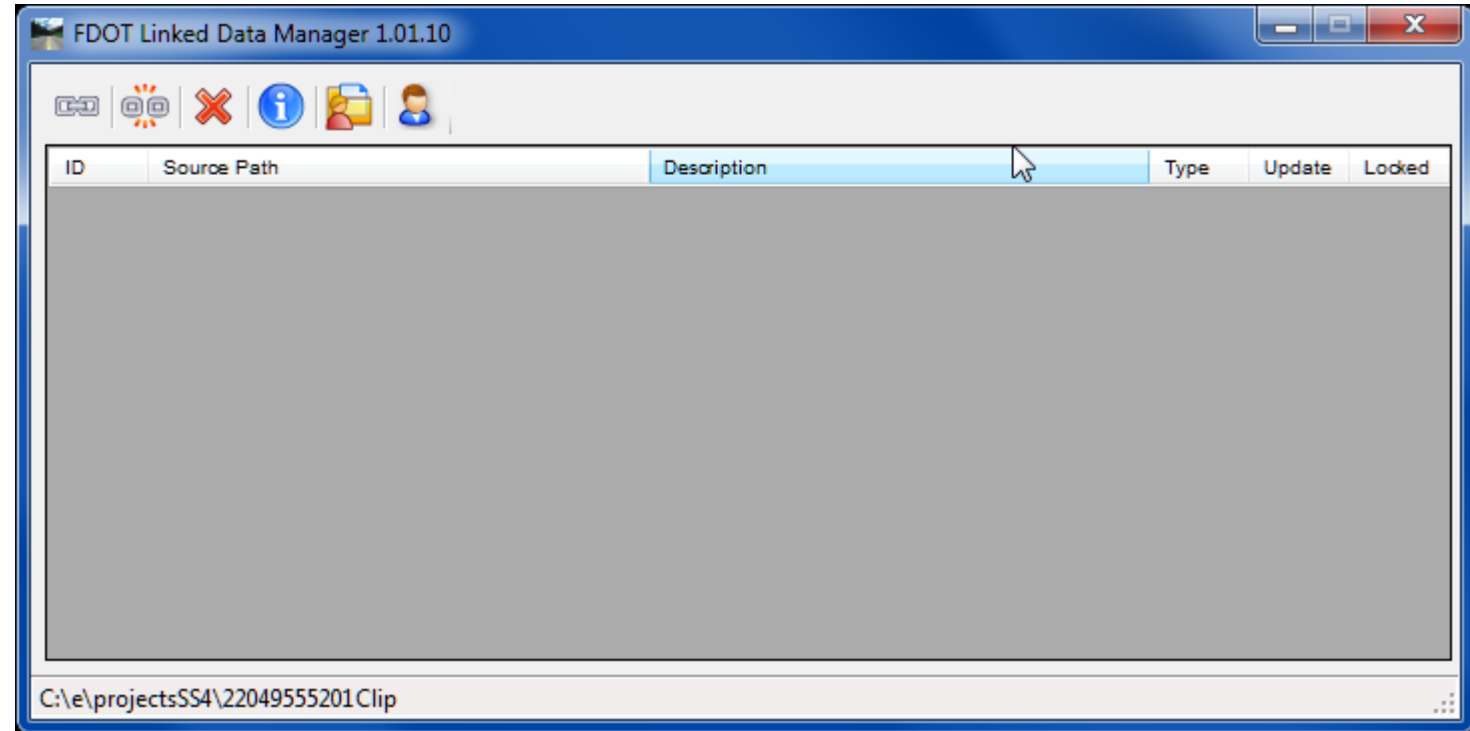 FDOT Linked Data Manager 1.01.10
ID Source Path Description Type Update Locked
C:\e\projectsSS4\22049555201Clip